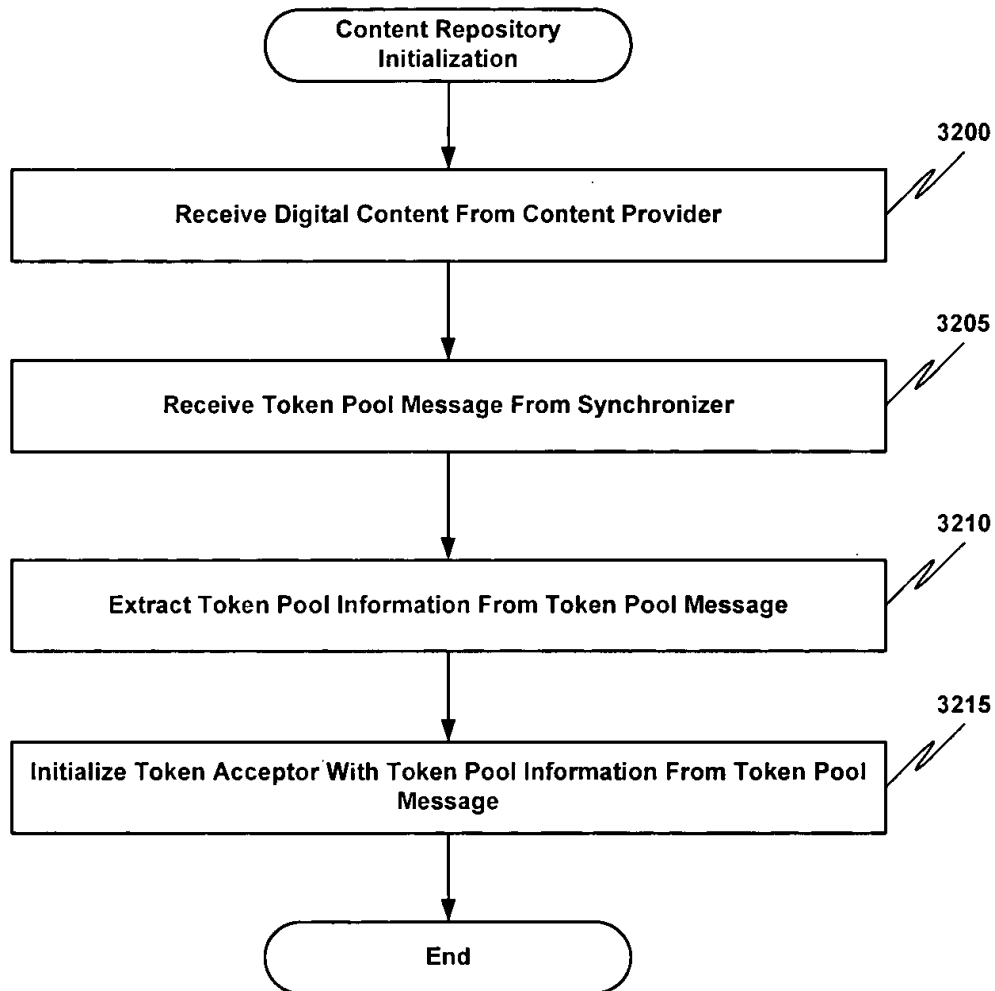 Content Repository
Initialization
3200
Receive Digital Content From Content Provider
3205
Receive Token Pool Message From Synchronizer
3210
Extract Token Pool Information From Token Pool Message
3215
Initialize Token Acceptor With Token Pool Information From Token Pool
Message
End